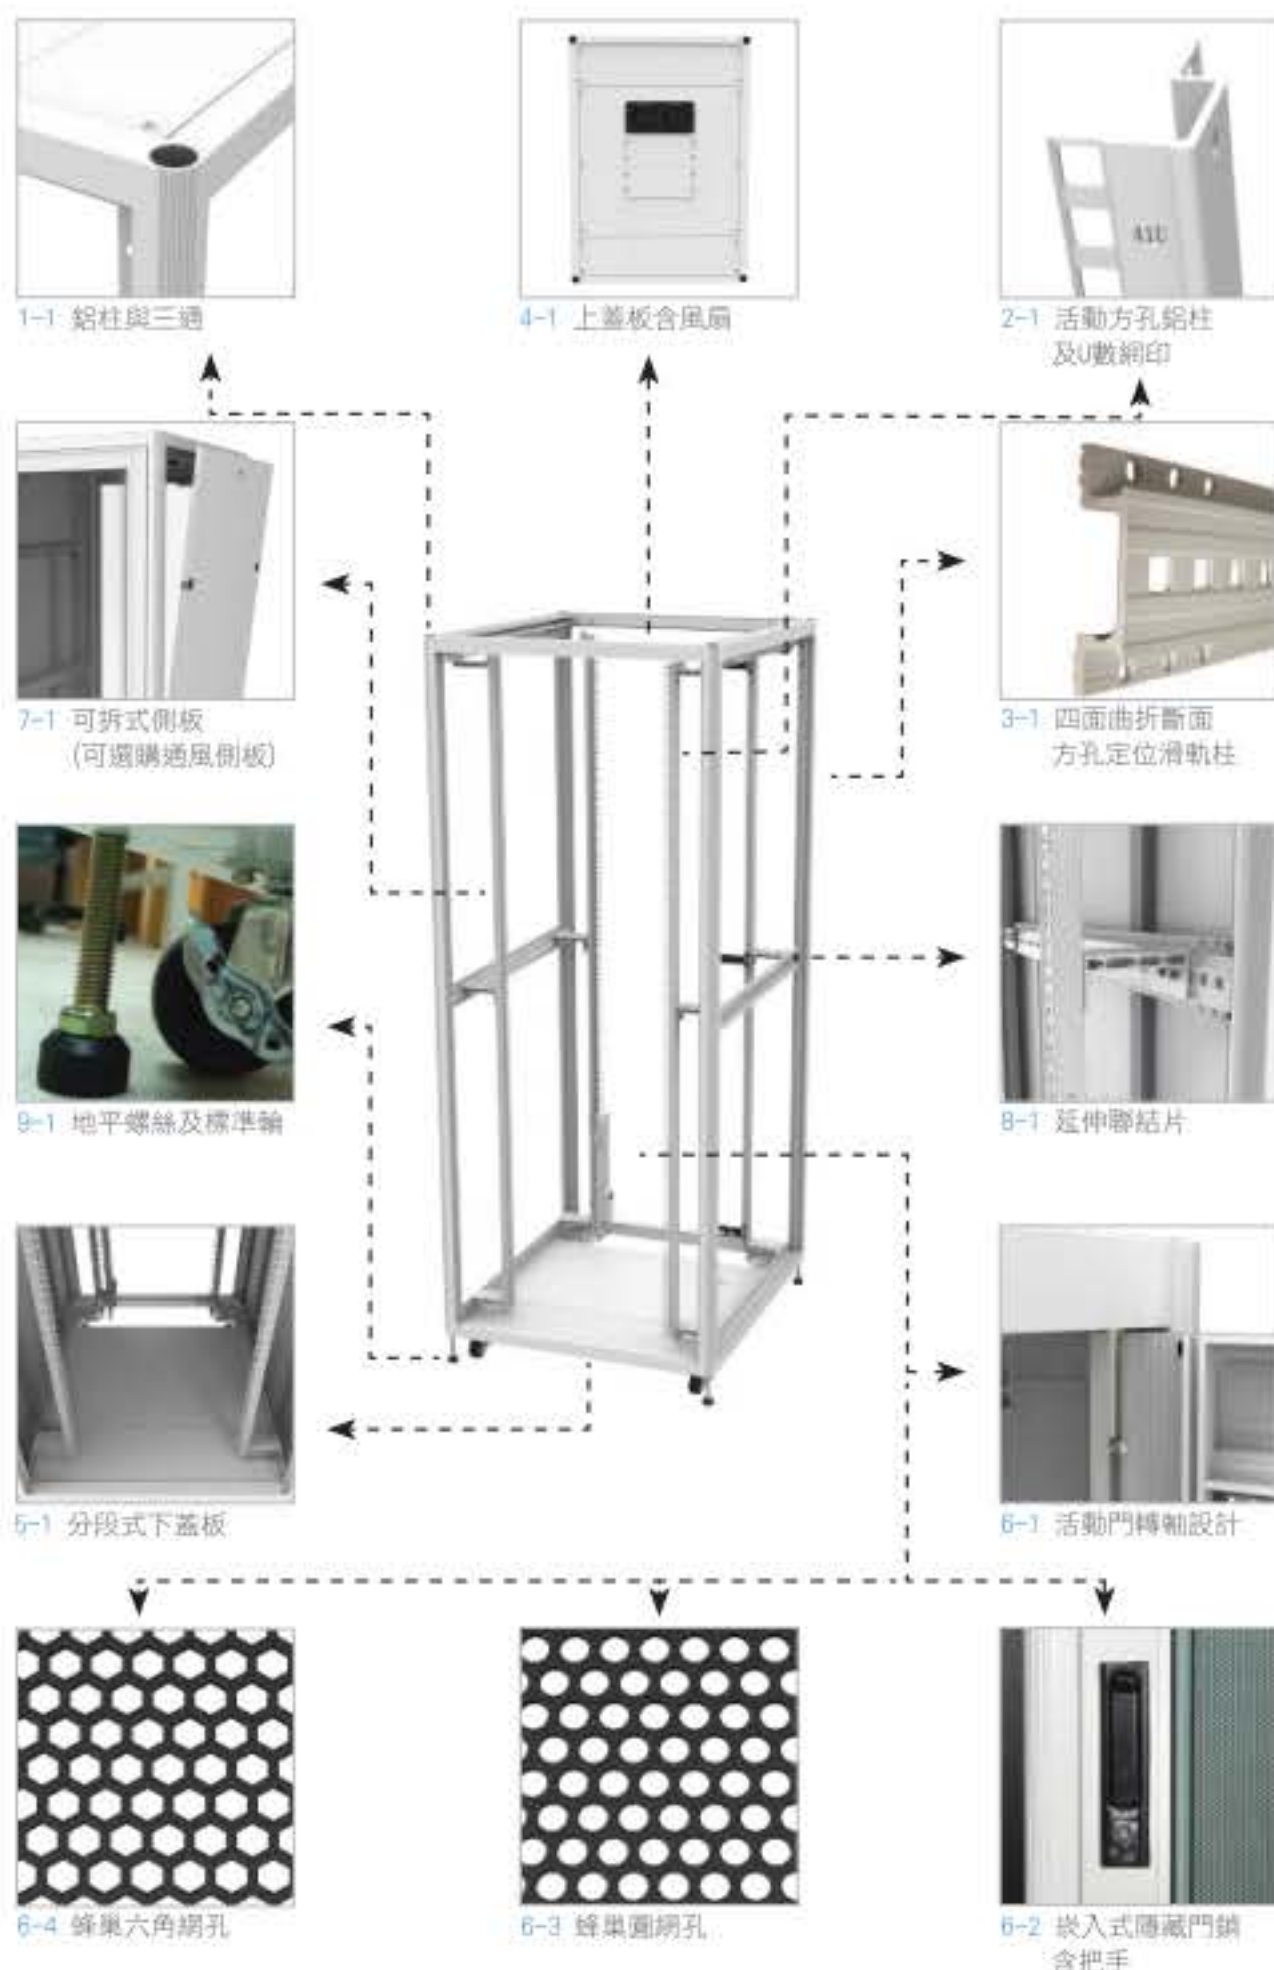 1-1 鋁柱與三通
4-1 上蓋板含風扇
41U
2-1 活動方孔鋁柱
及U數網印
7-1 可拆式側板
(可選購通風側板)
3-1 四面曲折斷面
方孔定位滑軌柱
9-1 地平螺絲及標準輪
8-1 延伸聯結片
5-1 分段式下蓋板
6-1 活動門轉軸設計
6-4 蜂巢六角網孔
6-3 蜂巢圓網孔
6-2 崁入式隱藏門鎖
含把手